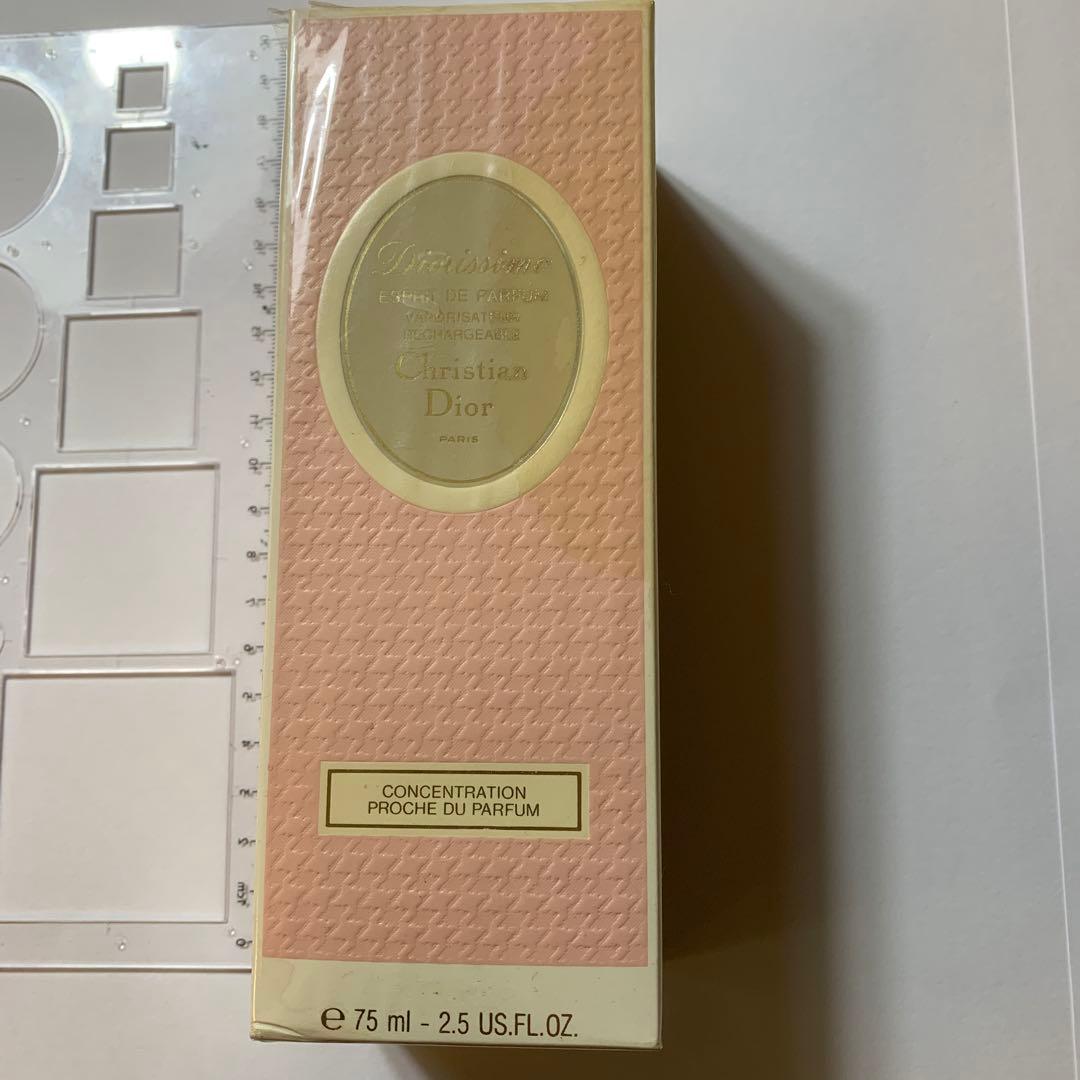 Diorissimo
ESPRIT DE PARFUM
VAPORISATEUR
RECHARGEABLE
Christian
Dior
PARIS
CONCENTRATION
PROCHE DU PARFUM
e 75 ml - 2.5 US.FL.OZ.